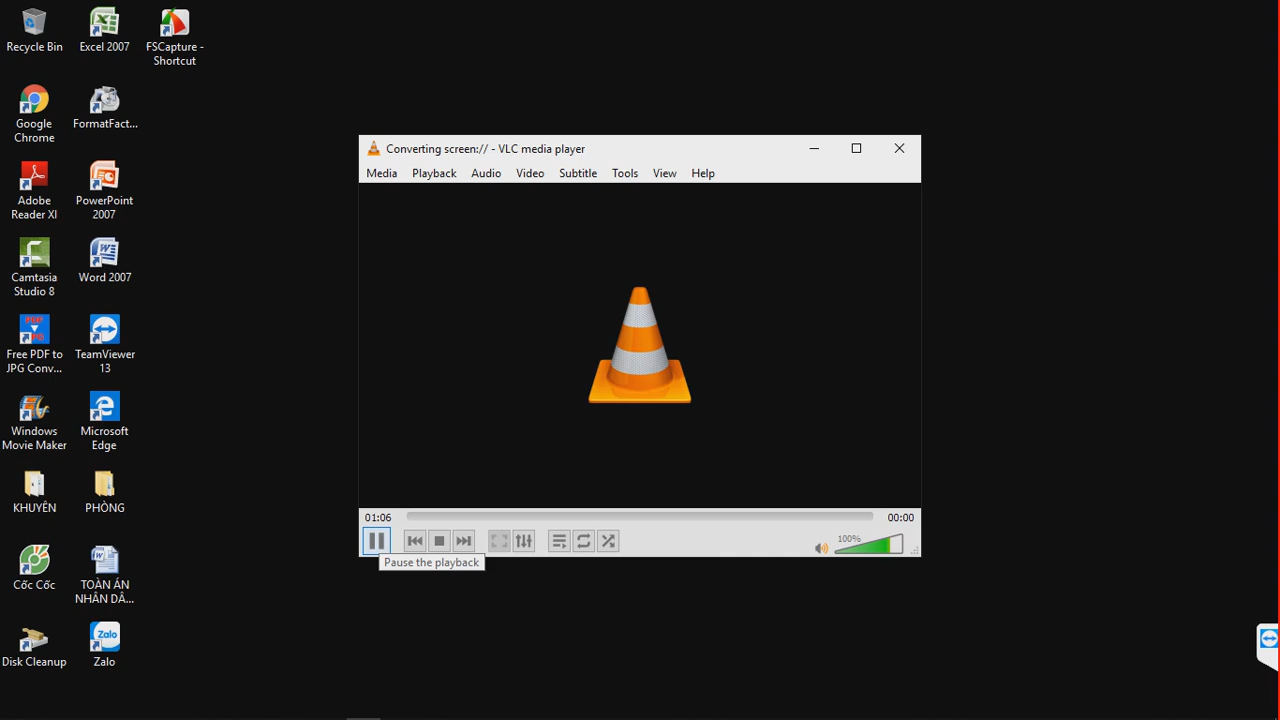 Recycle Bin
Excel 2007
FSCapture -
Shortcut
Google
Chrome
FormatFact...
Adobe
Reader XI
PowerPoint
2007
Camtasia
Studio 8
Word 2007
Free PDF to
JPG Conv...
TeamViewer
13
Windows
Movie Maker
Microsoft
Edge
KHUYÊN
PHÒNG
Cốc Cốc
TOÀN ÁN
NHÂN DÂ...
Disk Cleanup
Zalo
Zalo
Converting screen:// - VLC media player
Media Playback Audio Video Subtitle Tools View Help
01:06
00:00
100%
Pause the playback